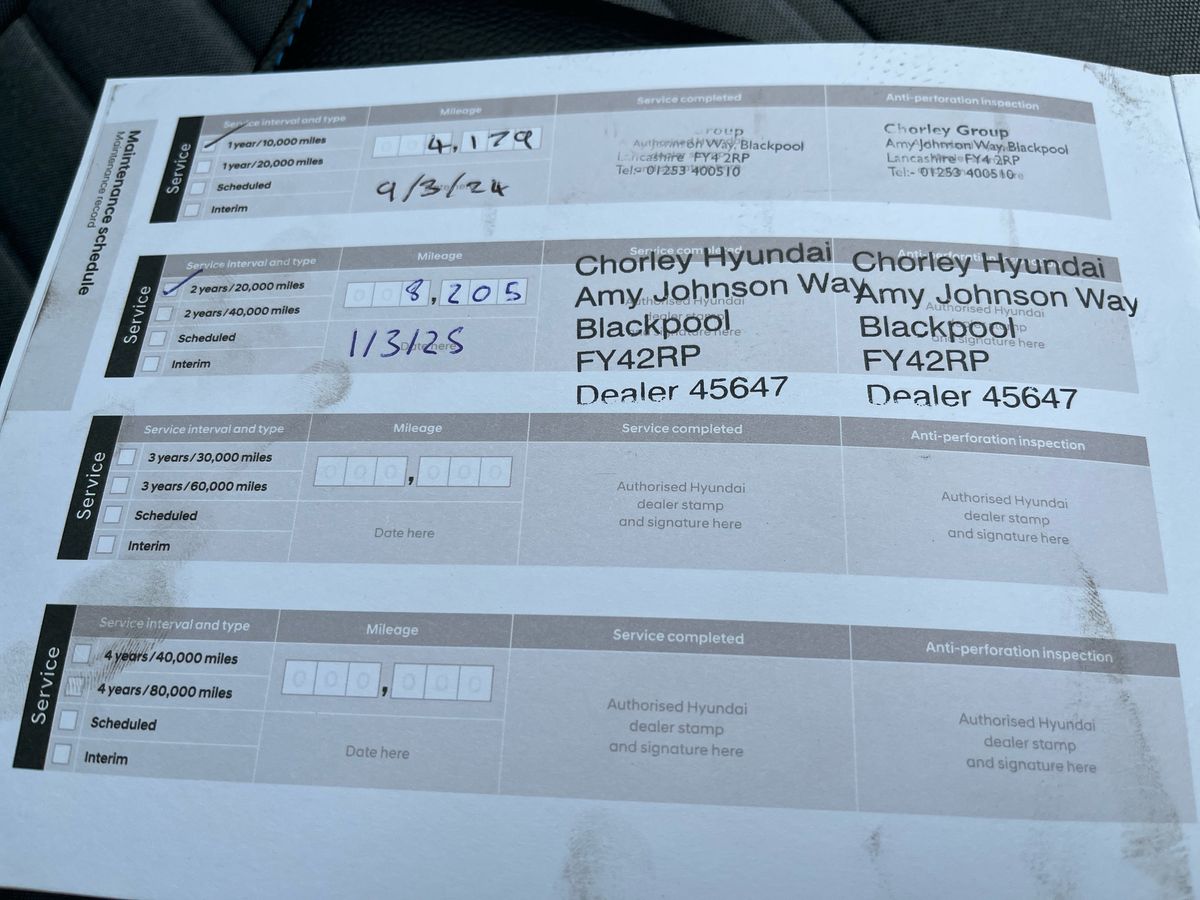 Maintenance schedule
Maintenance record
Service
Service interval and type
Mileage
Service completed
Anti-perforation inspection
1 year/10,000 miles
1 year/20,000 miles
Scheduled
Interim
4,179
9/3/24
roup
Way, Blackpool
Lancashire FY4 2RP
Tel:- 01253 400510
Chorley Group
Amy Johnson Way, Blackpool
Lancashire FY4 2RP
Tel:- 01253 400510
Service
Service interval and type
Mileage
Service completed
2 years/20,000 miles
2 years/40,000 miles
Scheduled
Interim
008,205
1/3/25
Date here
Chorley Hyundai
Amy Johnson Way
Authorised Hyundai
Blackpool
FY42RP
Dealer 45647
Chorley Hyundai
Amy Johnson Way
Authorised Hyundai
Blackpool
and signature here
FY42RP
Dealer 45647
Service
Service interval and type
Mileage
Service completed
Anti-perforation inspection
3 years/30,000 miles
3 years/60,000 miles
Scheduled
Interim
000,000
Date here
Authorised Hyundai
dealer stamp
and signature here
Authorised Hyundai
dealer stamp
and signature here
Service
Service interval and type
Mileage
Service completed
Anti-perforation inspection
4 years/40,000 miles
4 years/80,000 miles
Scheduled
Interim
000,000
Date here
Authorised Hyundai
dealer stamp
and signature here
Authorised Hyundai
dealer stamp
and signature here